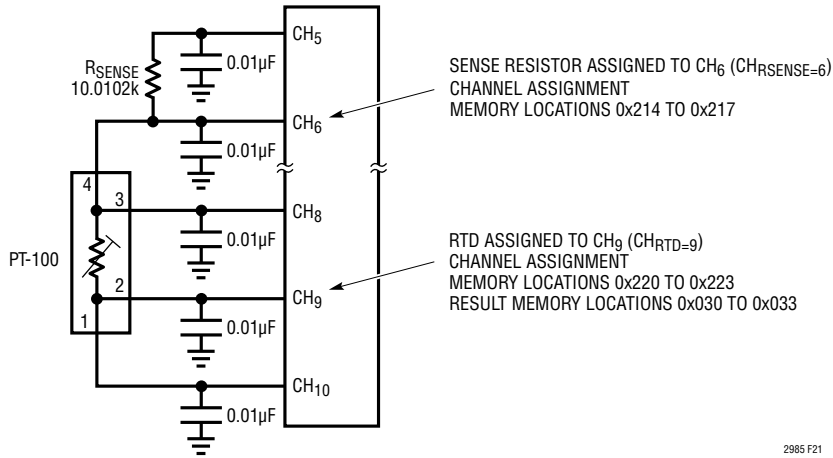 CH5
RSENSE
10.0102k
0.01µF
SENSE RESISTOR ASSIGNED TO CH6 (CHRSENSE=6)
CHANNEL ASSIGNMENT
MEMORY LOCATIONS 0x214 TO 0x217
CH6
0.01µF
4
3
CH8
PT-100
0.01µF
RTD ASSIGNED TO CH9 (CHRTD=9)
CHANNEL ASSIGNMENT
MEMORY LOCATIONS 0x220 TO 0x223
RESULT MEMORY LOCATIONS 0x030 TO 0x033
2
CH9
1
0.01µF
CH10
0.01µF
2985 F21